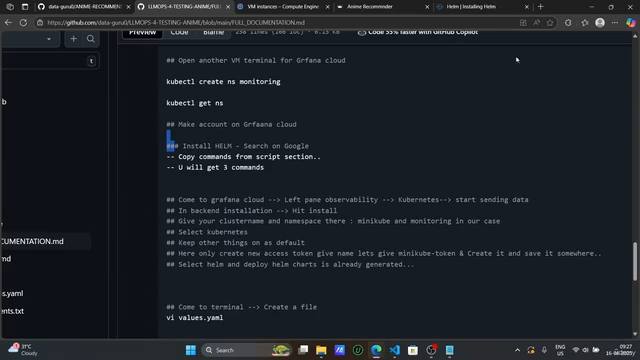 data-guru0/ANIME-RECOMMEN
LLMOPS-4-TESTING-ANIME/FULL_D
VM instances – Compute Engine
Anime Recommnder
Helm | Installing Helm
https://github.com/data-guru0/LLMOPS-4-TESTING-ANIME/blob/main/FULL_DOCUMENTATION.md
Preview
Code
Blame
Code 55% faster with GitHub Copilot
## Open another VM terminal for Grfana cloud
kubectl create ns monitoring
kubectl get ns
## Make account on Grfaana cloud
### Install HELM - Search on Google
-- Copy commands from script section..
-- U will get 3 commands
## Come to grafana cloud --> Left pane observability --> Kubernetes--> start sending data
## In backend installation --> Hit install
## Give your clustername and namespace there : minikube and monitoring in our case
## Select kubernetes
## Keep other things on as default
## Here only create new access token give name lets give minikube-token & Create it and save it somewhere..
## Select helm and deploy helm charts is already generated...
## Come to terminal --> Create a file
vi values.yaml
t
b
CUMENTATION.md
md
s.yaml
ents.txt
31°C
Cloudy
Search
ENG
US
09:27